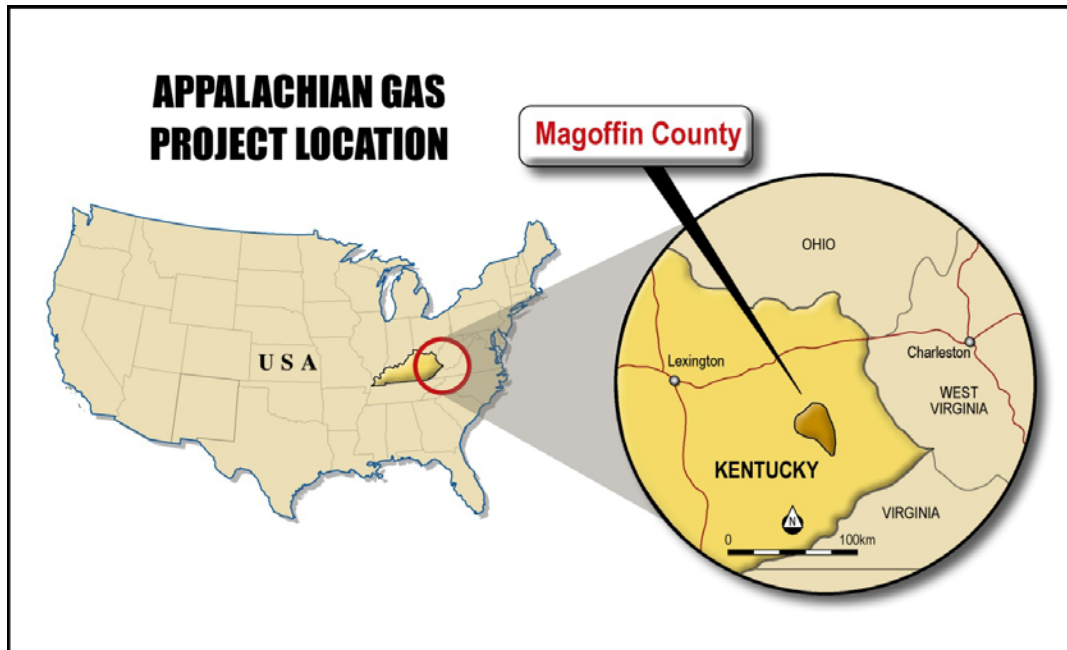 APPALACHIAN GAS
PROJECT LOCATION
Magoffin County
USA
OHIO
Lexington
Charleston
WEST
VIRGINIA
KENTUCKY
VIRGINIA
N
0 100km